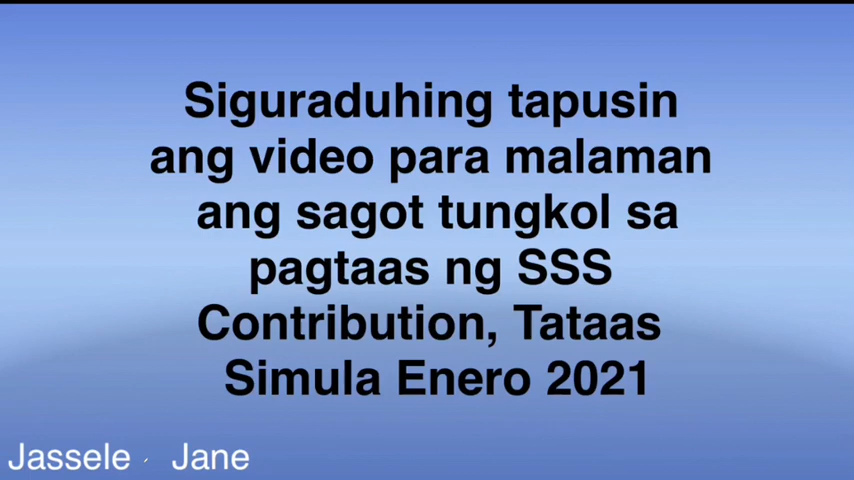 Siguraduhing tapusin
ang video para malaman
ang sagot tungkol sa
pagtaas ng SSS
Contribution, Tataas
Simula Enero 2021
Jassele Jane